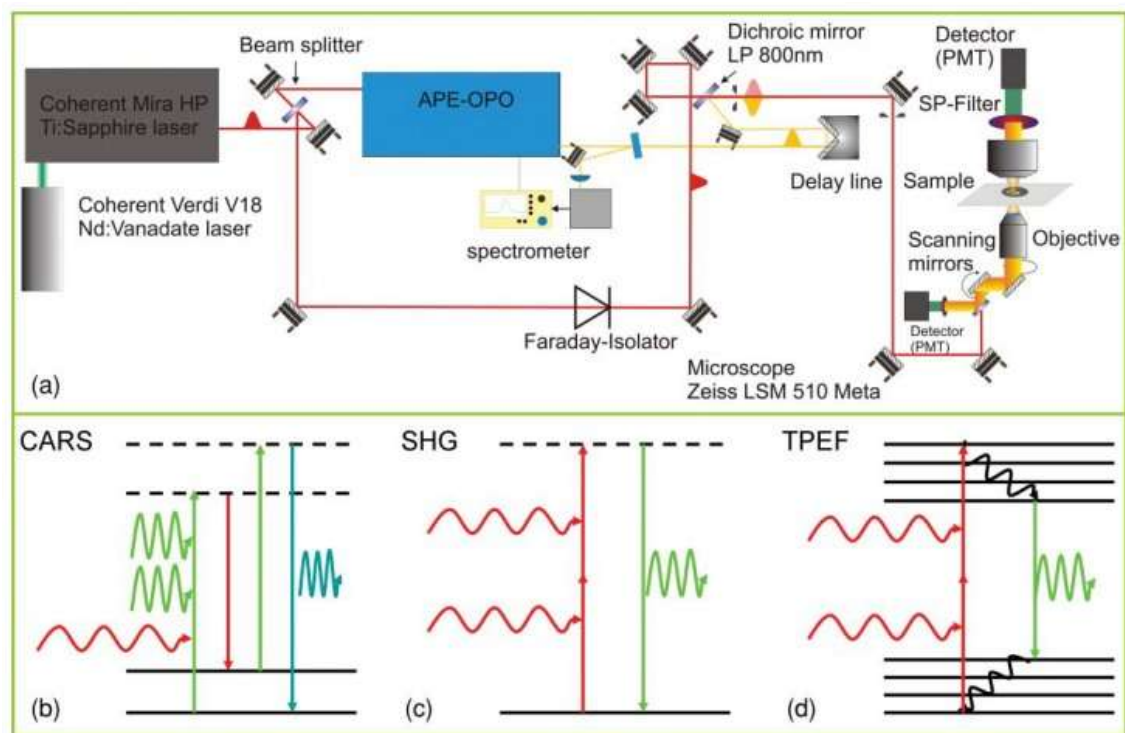 Beam splitter
Coherent Mira HP
Ti:Sapphire laser
APE-OPO
Dichroic mirror
LP 800nm
Detector
(PMT)
SP-Filter
Coherent Verdi V18
Nd:Vanadate laser
spectrometer
Delay line
Sample
Scanning
mirrors
Objective
Faraday-Isolator
Detector
(PMT)
Microscope
Zeiss LSM 510 Meta
(a)
CARS
SHG
TPEF
(b)
(c)
(d)